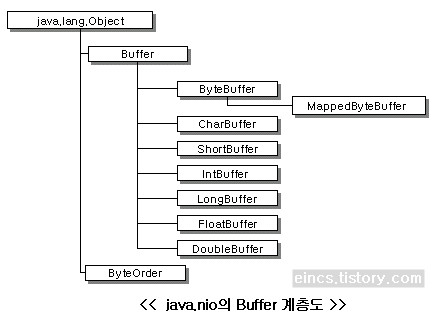 java,lang,Object
Buffer
ByteBuffer
MappedByteBuffer
CharBuffer
ShortBuffer
IntBuffer
LongBuffer
FloatBuffer
DoubleBuffer
ByteOrder
eincs.tistory.com
<< java,nio의 Buffer 계층도 >>